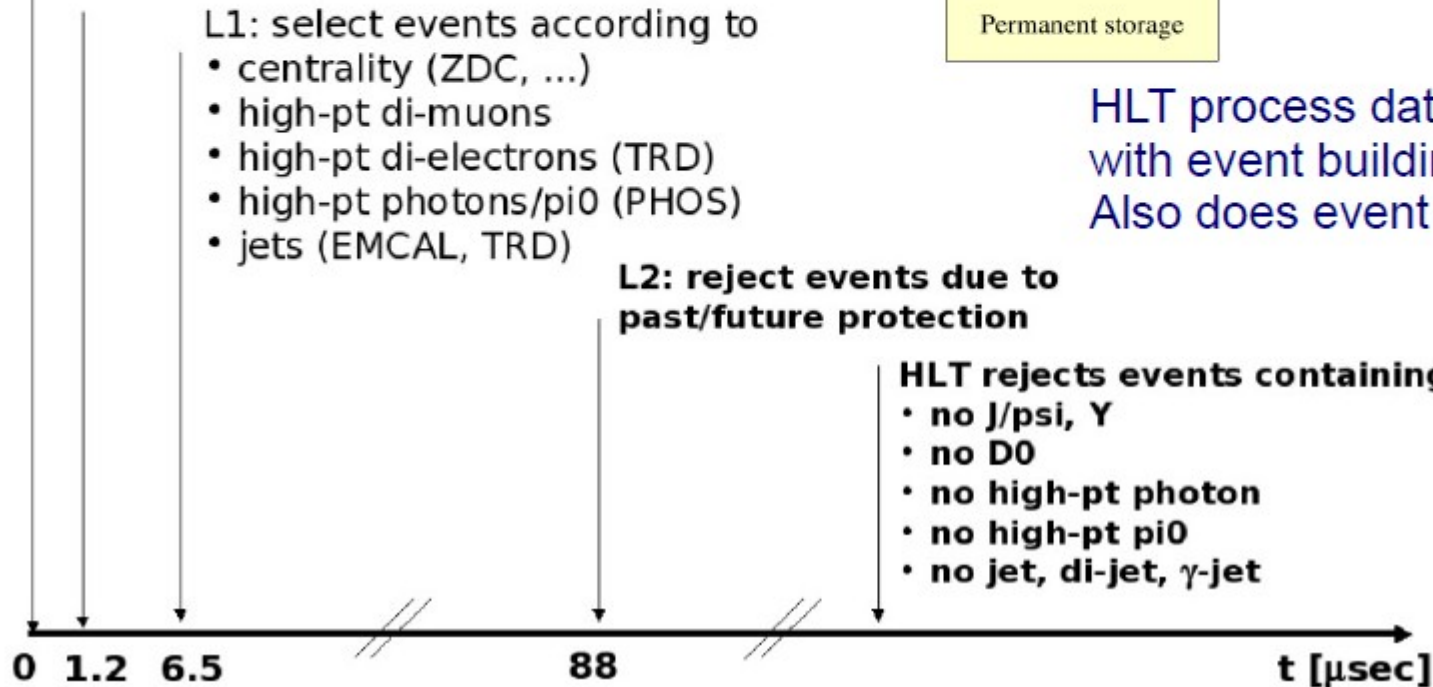 L1: select events according to
• centrality (ZDC, ...)
• high-pt di-muons
• high-pt di-electrons (TRD)
• high-pt photons/pi0 (PHOS)
• jets (EMCAL, TRD)
Permanent storage
HLT process dat
with event buildin
Also does event
L2: reject events due to
past/future protection
HLT rejects events containing
• no J/psi, Y
• no D0
• no high-pt photon
• no high-pt pi0
• no jet, di-jet, γ-jet
0 1.2 6.5 88 t [µsec]